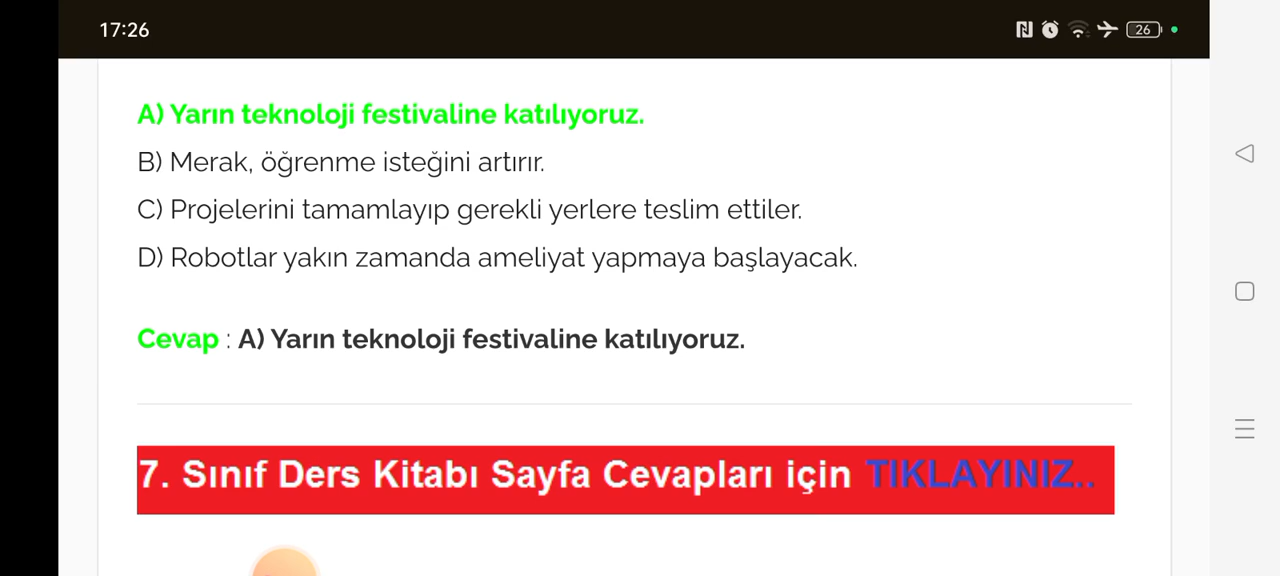 17:26
26
A) Yarın teknoloji festivaline katılıyoruz.
B) Merak, öğrenme isteğini artırır.
C) Projelerini tamamlayıp gerekli yerlere teslim ettiler.
D) Robotlar yakın zamanda ameliyat yapmaya başlayacak.
Cevap : A) Yarın teknoloji festivaline katılıyoruz.
7. Sınıf Ders Kitabı Sayfa Cevapları için TIKLAYINIZ..